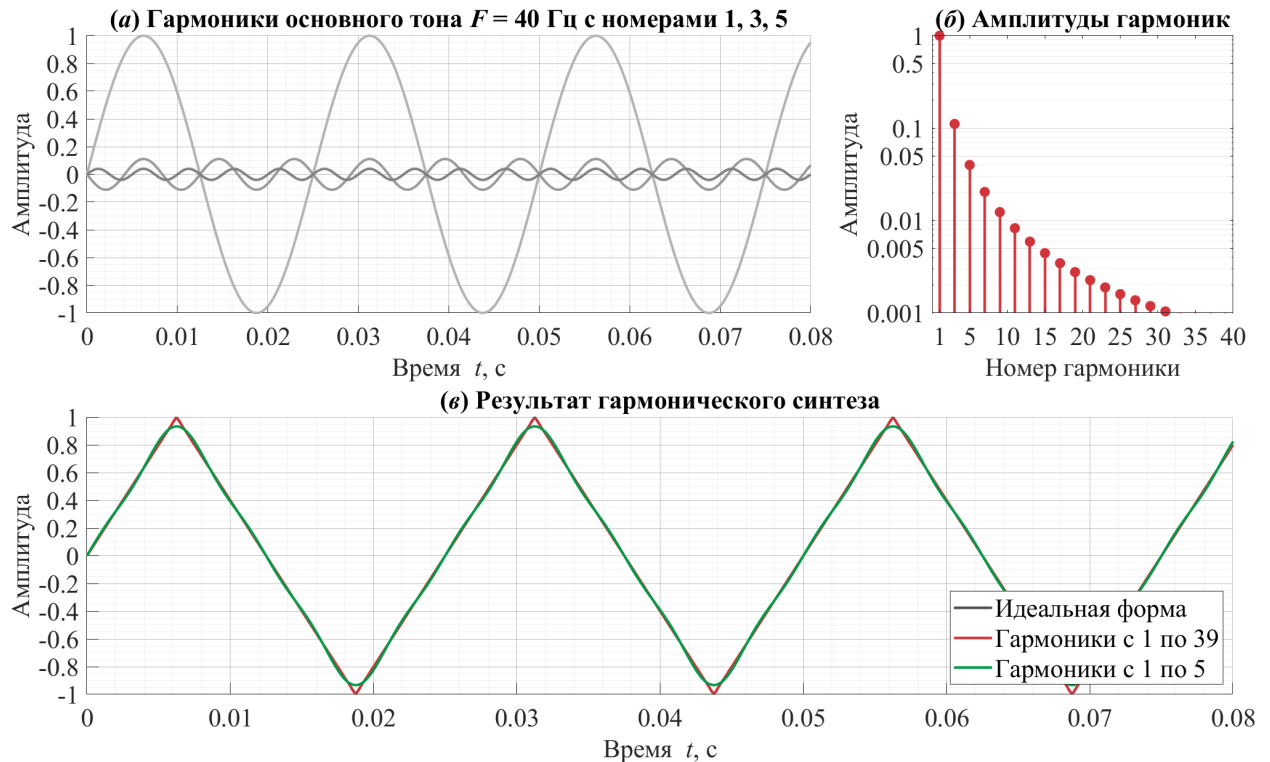 (а) Гармоники основного тона F = 40 Гц с номерами 1, 3, 5
Амплитуда
1
0.8
0.6
0.4
0.2
0
-0.2
-0.4
-0.6
-0.8
-1
0 0.01 0.02 0.03 0.04 0.05 0.06 0.07 0.08
Время t, с
(б) Амплитуды гармоник
Амплитуда
1
0.5
0.1
0.05
0.01
0.005
0.001
1 5 10 15 20 25 30 35 40
Номер гармоники
(в) Результат гармонического синтеза
Амплитуда
1
0.8
0.6
0.4
0.2
0
-0.2
-0.4
-0.6
-0.8
-1
0 0.01 0.02 0.03 0.04 0.05 0.06 0.07 0.08
Время t, с
Идеальная форма
Гармоники с 1 по 39
Гармоники с 1 по 5